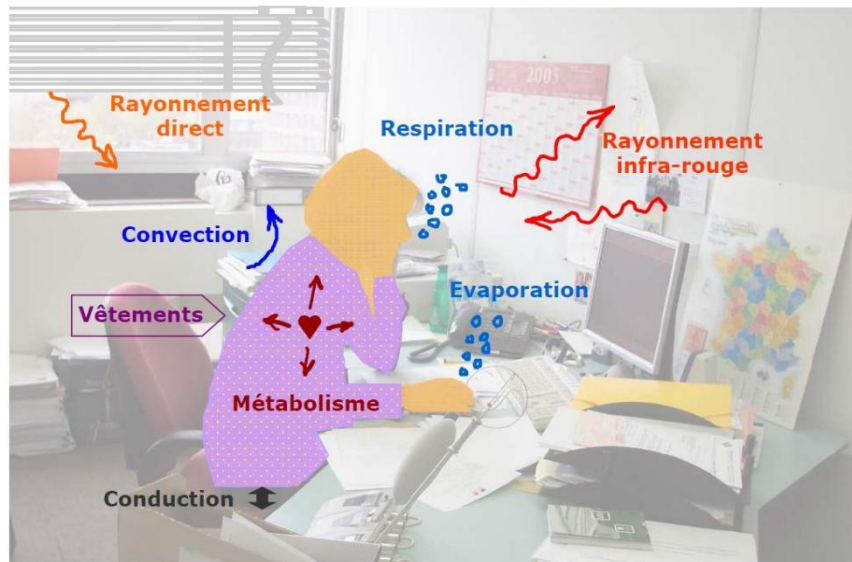 Rayonnement
direct
Respiration
2005
Rayonnement
infra-rouge
Convection
Evaporation
Vêtements
Métabolisme
Conduction